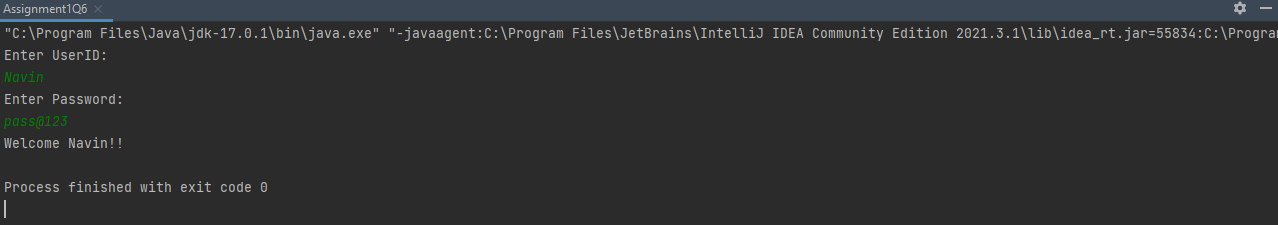 Assignment1Q6
"C:\Program Files\Java\jdk-17.0.1\bin\java.exe" "-javaagent:C:\Program Files\JetBrains\IntelliJ IDEA Community Edition 2021.3.1\lib\idea_rt.jar=55834:C:\Program
Enter UserID:
Navin
Enter Password:
pass@123
Welcome Navin!!
Process finished with exit code 0